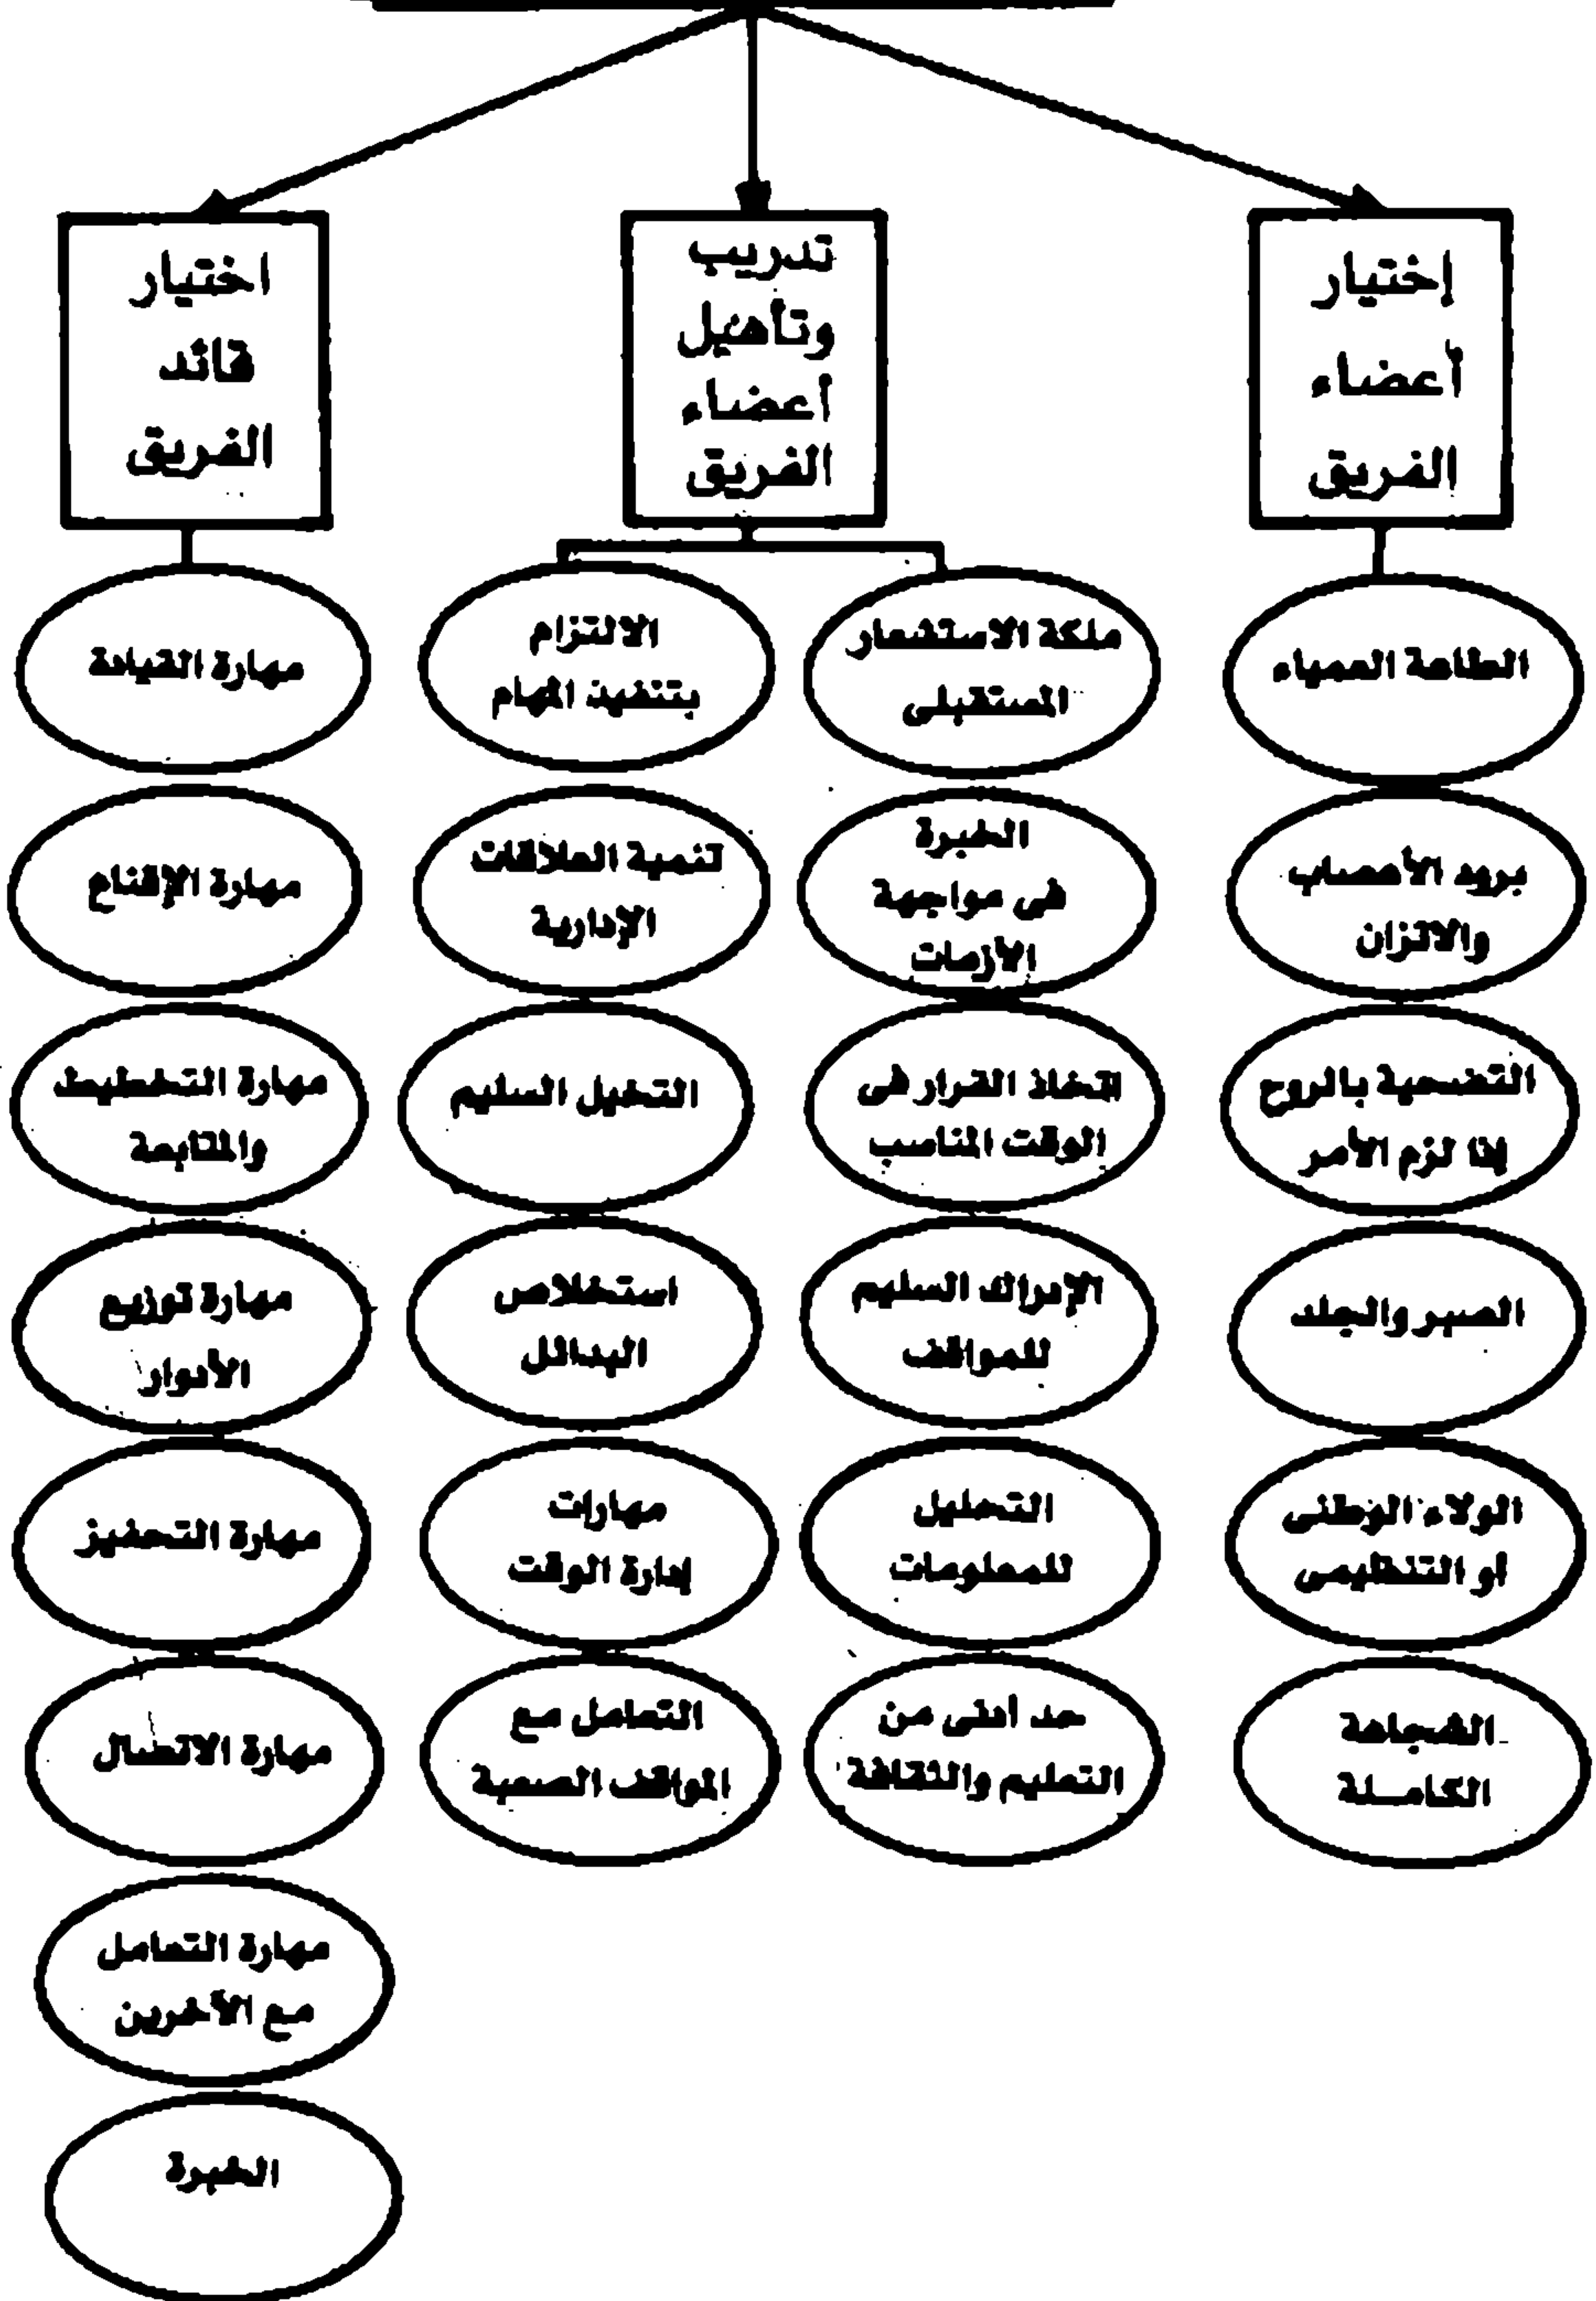 إختيار
أعضاء
الفريق
تدريب
وتأهيل
أعضاء
الفريق
اختيار
قائد
الفريق
الطاعة العمياء
برود الأعصاب
والاتزان
التضحية بالروح
إذا لزم الأمر
الصبر والجلد
الولاء الوطنى
أو التنظيمى
الشجاعة
الكاملة
ملكة الاستشعار
المستقبلى
الخبرة
فى مواجهة
الأزمات
اتخاذ القرار فى
الوقت المناسب
الإدراك السليم
للمواقف
التحليل
للمعلومات
حد أدنى من
التعليم والثقافة
الالتزام
بتنفيذ المهام
تنمية العلاقات
الإدارية
التحليل السليم
استخلاص
البدائل
مهارات
إدارة الوقت
التعامل مع
المواقف الصعبة
مهارة القيادة
مهارة الإقناع
مهارة التخطيط
والمتابعة
مهارة توزيع
الأدوار
مهارة التحفيز
مهارة الاتصال
مهارة التعامل
مع الآخرين
الخبرة